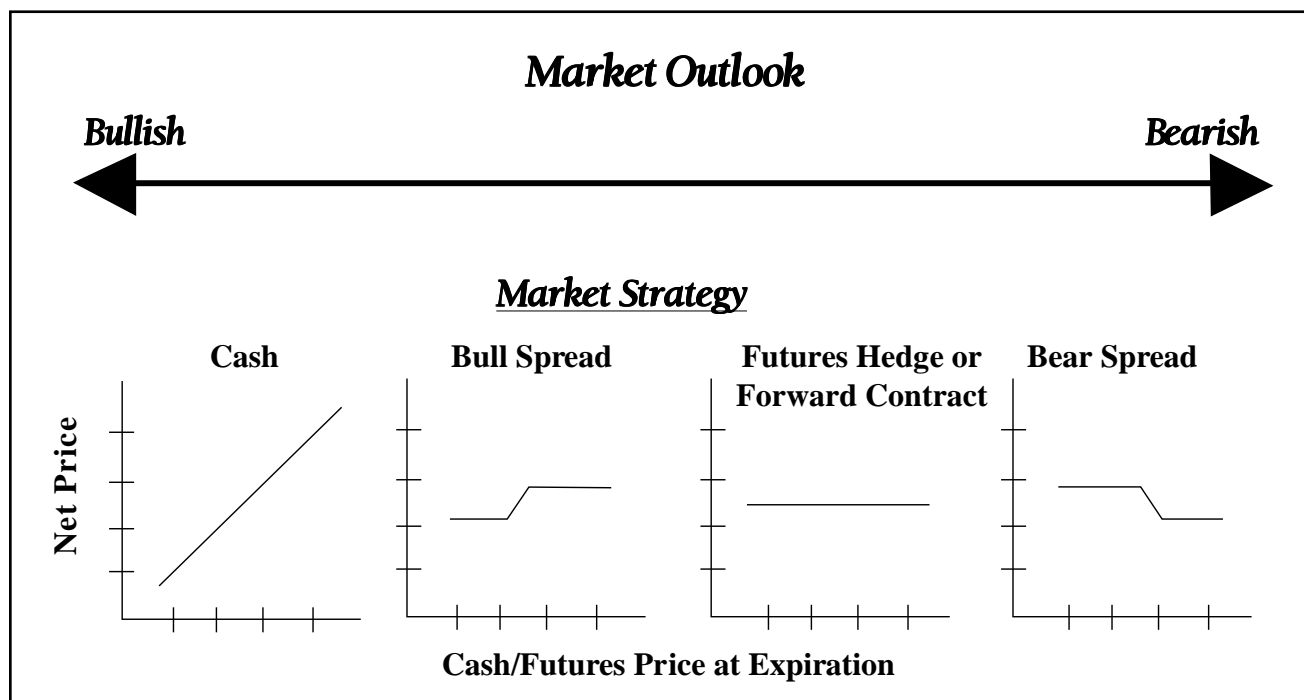 Market Outlook
Bullish
Bearish
Market Strategy
Cash
Bull Spread
Futures Hedge or
Forward Contract
Bear Spread
Net Price
Cash/Futures Price at Expiration